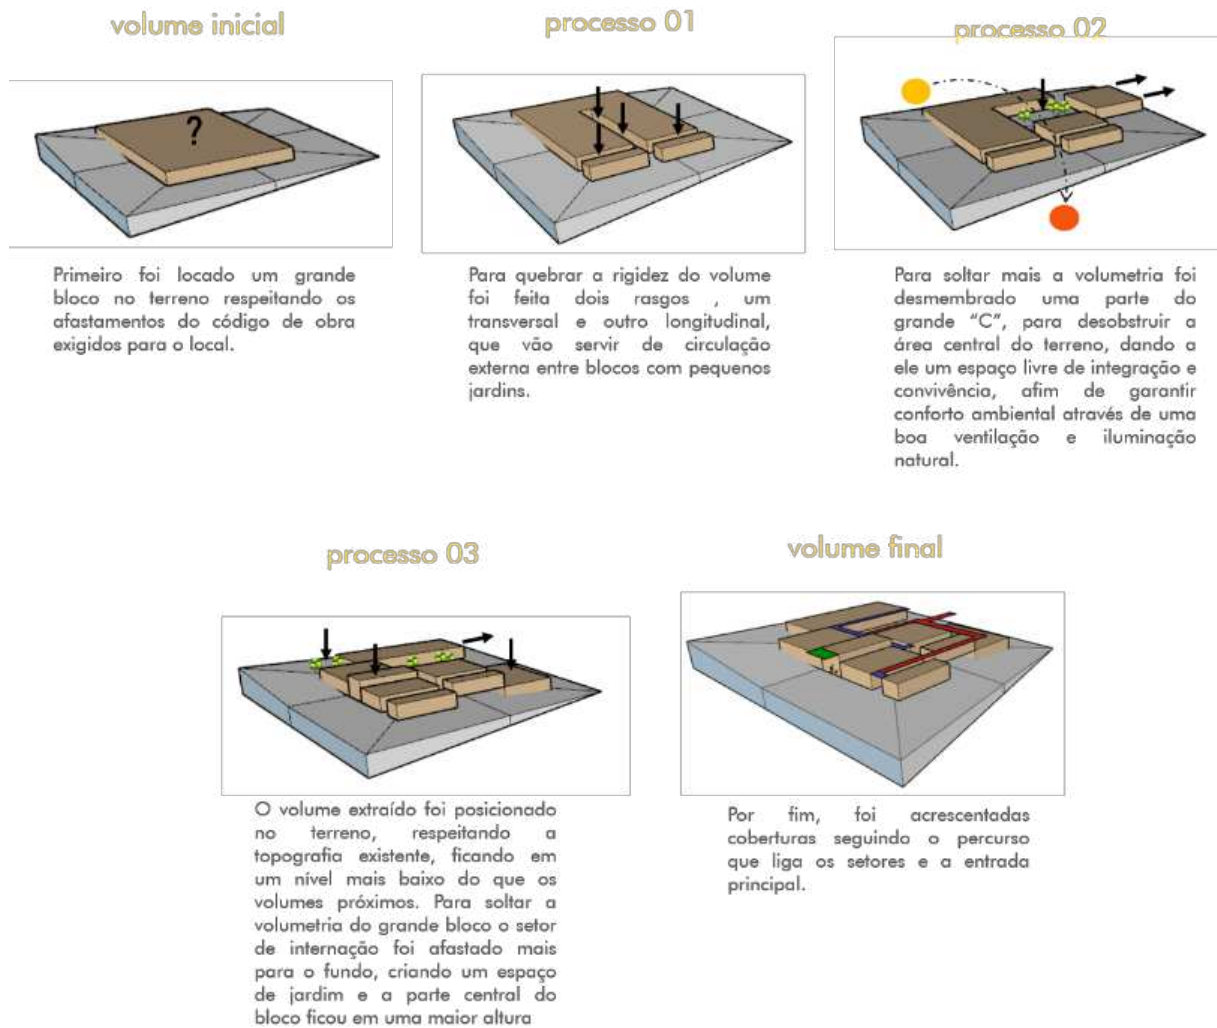 volume inicial
?
Primeiro foi locado um grande
bloco no terreno respeitando os
afastamentos do código de obra
exigidos para o local.
processo 01
Para quebrar a rigidez do volume
foi feita dois rasgos , um
transversal e outro longitudinal,
que vão servir de circulação
externa entre blocos com pequenos
jardins.
processo 02
Para soltar mais a volumetria foi
desmembrado uma parte do
grande “C”, para desobstruir a
área central do terreno, dando a
ele um espaço livre de integração e
convivência, afim de garantir
conforto ambiental através de uma
boa ventilação e iluminação
natural.
processo 03
O volume extraído foi posicionado
no terreno, respeitando a
topografia existente, ficando em
um nível mais baixo do que os
volumes próximos. Para soltar a
volumetria do grande bloco o setor
de internação foi afastado mais
para o fundo, criando um espaço
de jardim e a parte central do
bloco ficou em uma maior altura
volume final
Por fim, foi acrescentadas
coberturas seguindo o percurso
que liga os setores e a entrada
principal.